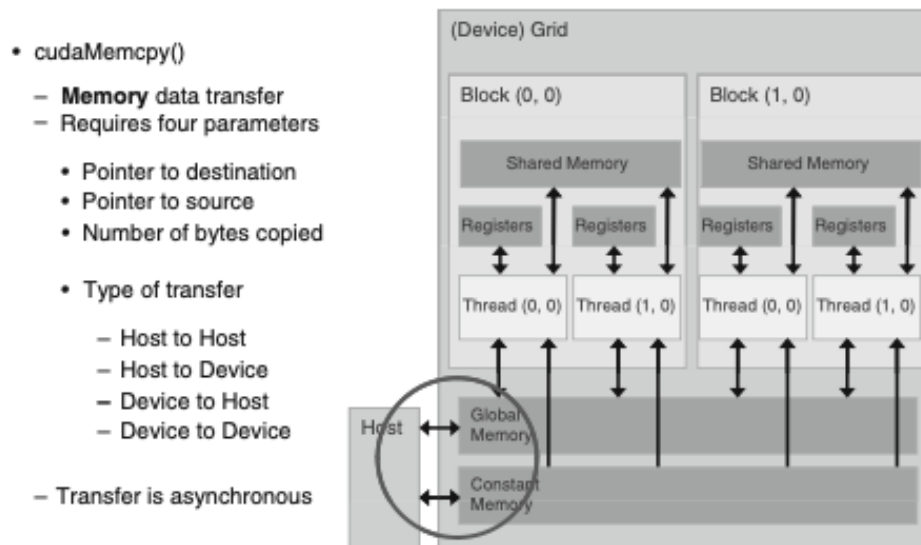 • cudaMemcpy()
– Memory data transfer
– Requires four parameters
• Pointer to destination
• Pointer to source
• Number of bytes copied
• Type of transfer
– Host to Host
– Host to Device
– Device to Host
– Device to Device
– Transfer is asynchronous
(Device) Grid
Block (0, 0)
Shared Memory
Registers
Registers
Thread (0, 0)
Thread (1, 0)
Block (1, 0)
Shared Memory
Registers
Registers
Thread (0, 0)
Thread (1, 0)
Host
Global
Memory
Constant
Memory